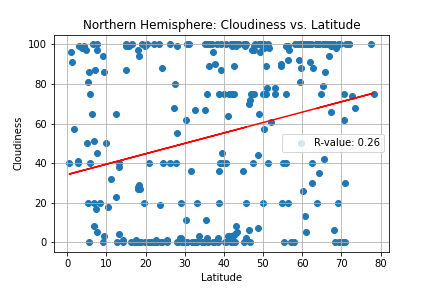 Northern Hemisphere: Cloudiness vs. Latitude
100
80
60
40
20
0
Cloudiness
R-value: 0.26
0 10 20 30 40 50 60 70 80
Latitude